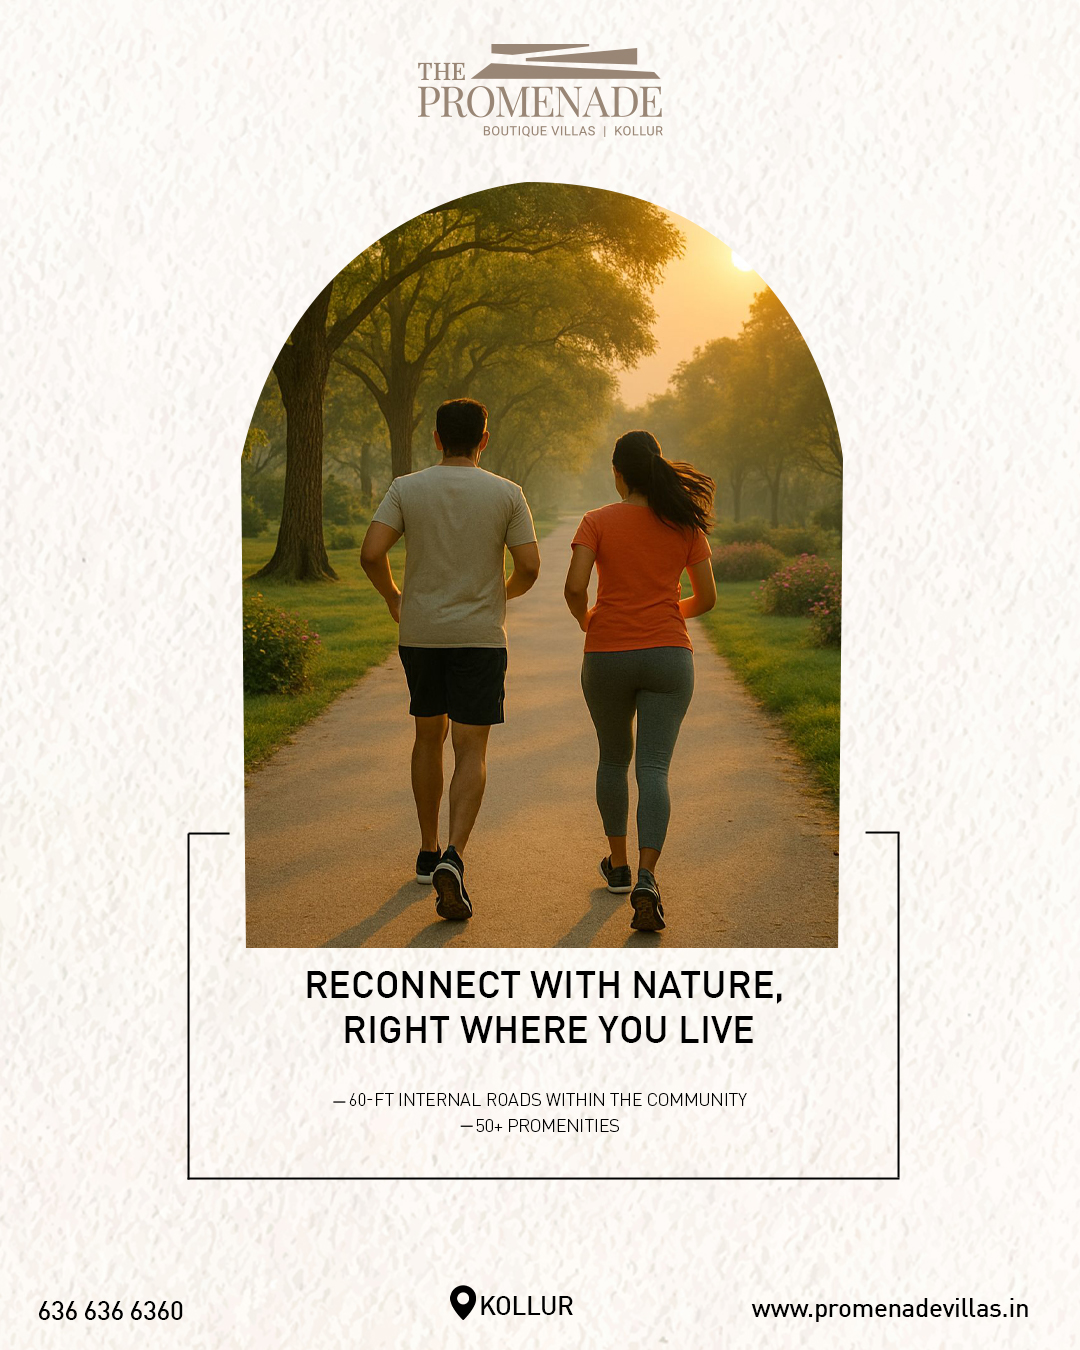 THE
PROMENADE
BOUTIQUE VILLAS | KOLLUR
RECONNECT WITH NATURE,
RIGHT WHERE YOU LIVE
— 60-FT INTERNAL ROADS WITHIN THE COMMUNITY
— 50+ PROMENITIES
636 636 6360
KOLLUR
www.promenadevillas.in